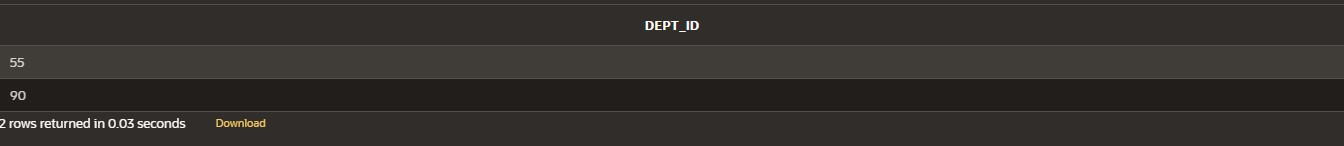 DEPT_ID
55
90
2 rows returned in 0.03 seconds Download